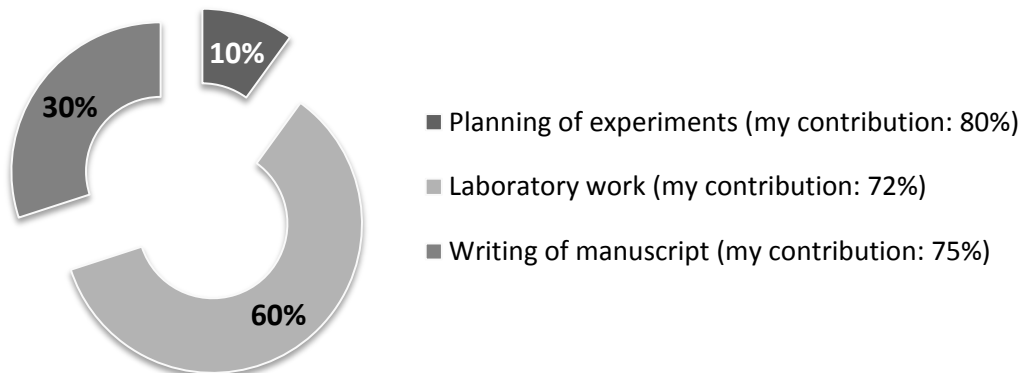 10%
30%
60%
Planning of experiments (my contribution: 80%)
Laboratory work (my contribution: 72%)
Writing of manuscript (my contribution: 75%)